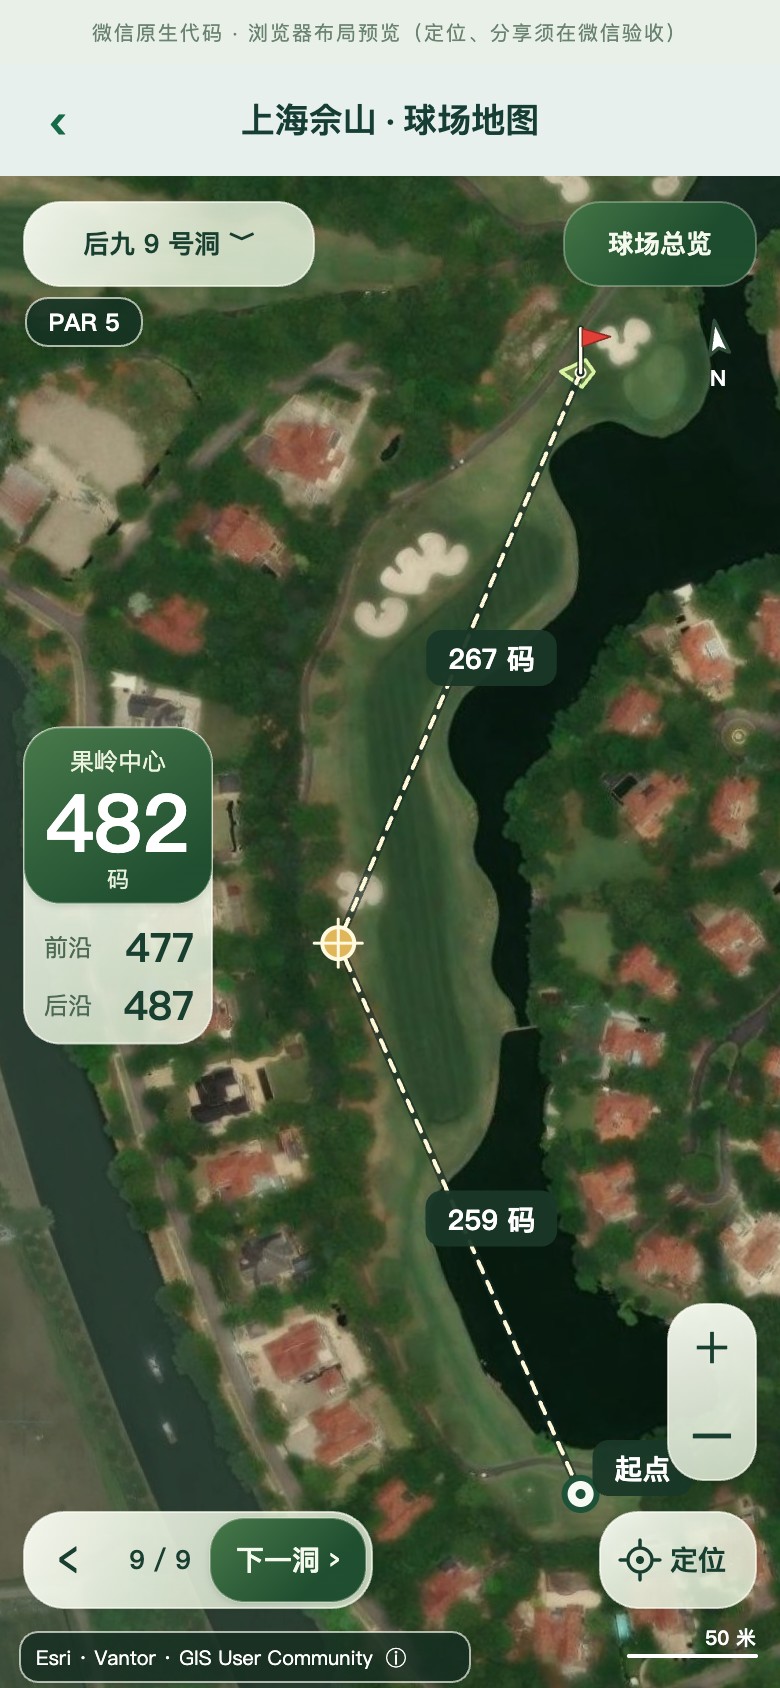 微信原生代码 · 浏览器布局预览（定位、分享须在微信验收）
‹ 上海佘山 · 球场地图
后九 9 号洞
球场总览
PAR 5
N
267 码
果岭中心
482
码
前沿 477
后沿 487
259 码
+
−
起点
< 9 / 9 下一洞 ›
定位
50 米
Esri · Vantor · GIS User Community ⓘ